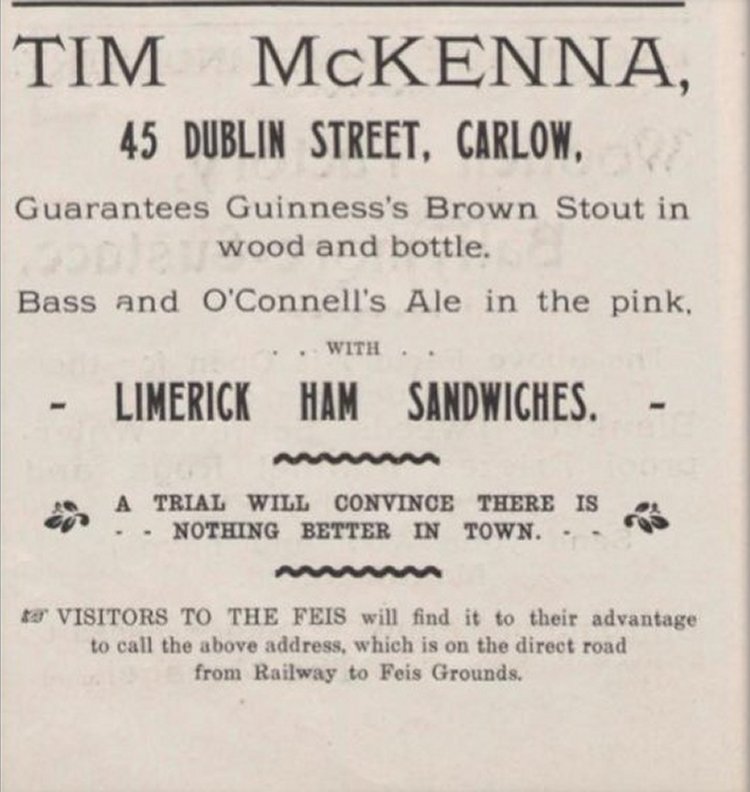 TIM McKENNA,
45 DUBLIN STREET, CARLOW,
Guarantees Guinness's Brown Stout in
wood and bottle.
Bass and O'Connell's Ale in the pink,
. . WITH . .
- LIMERICK HAM SANDWICHES. -
A TRIAL WILL CONVINCE THERE IS
- - NOTHING BETTER IN TOWN. - -
☞ VISITORS TO THE FEIS will find it to their advantage
to call the above address, which is on the direct road
from Railway to Feis Grounds.